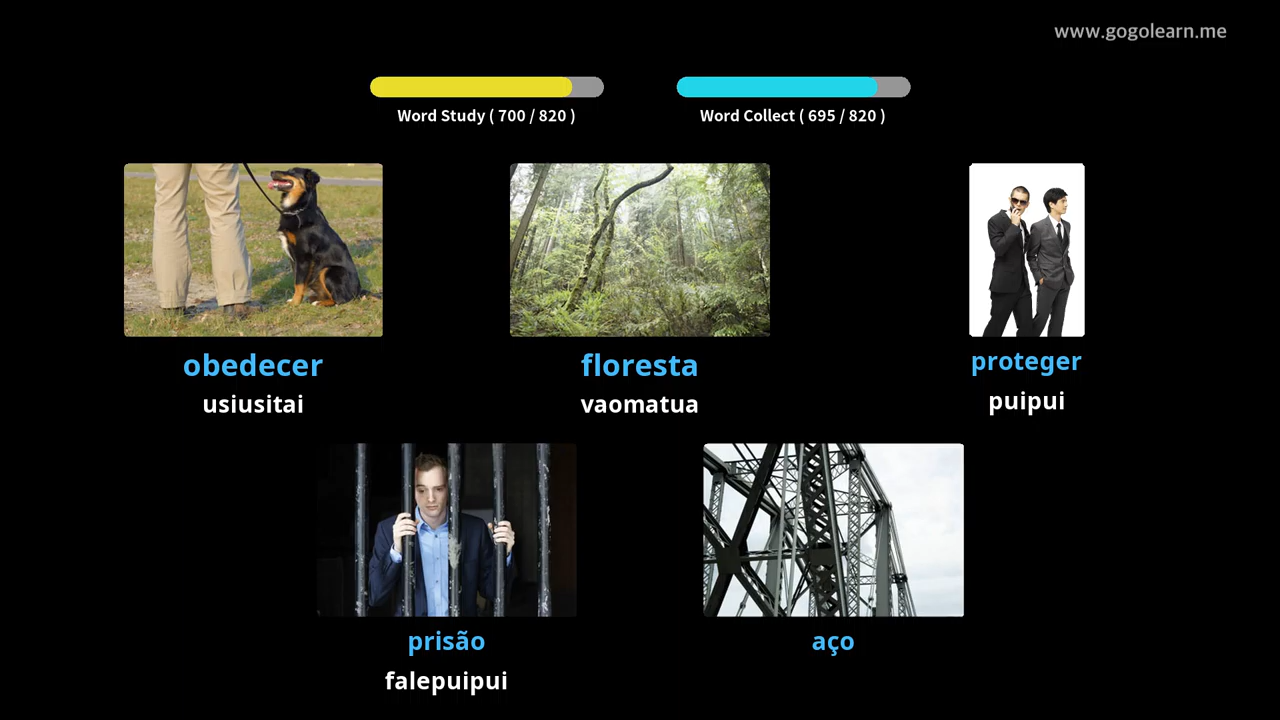 www.gogolearn.me
Word Study ( 700 / 820 )
Word Collect ( 695 / 820 )
obedecer
usiusitai
floresta
vaomatua
proteger
puipui
prisão
falepuipui
aço